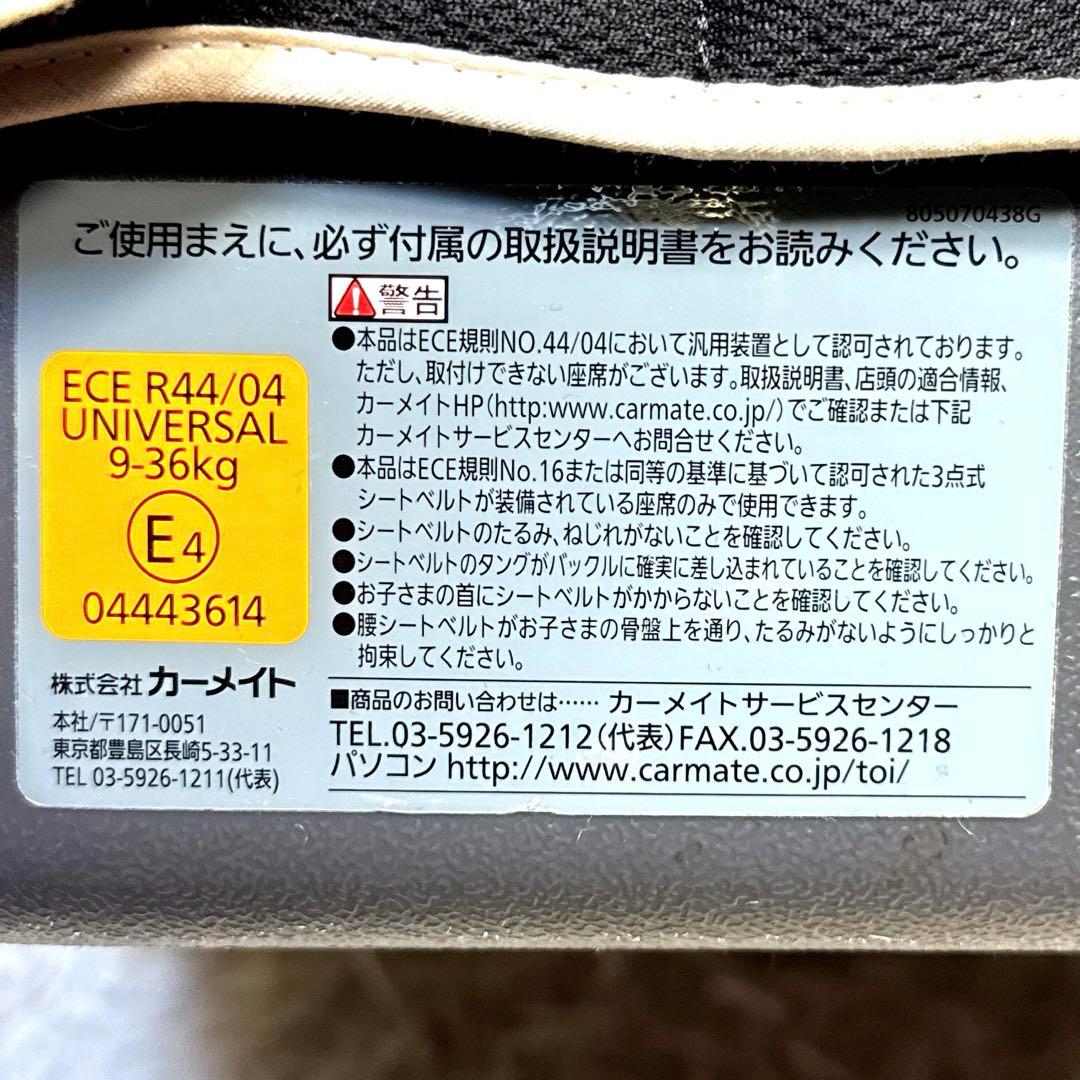 805070438G
ご使用まえに、必ず付属の取扱説明書をお読みください。
警告
●本品はECE規則NO.44/04において汎用装置として認可されております。
ただし、取付けできない座席がございます。取扱説明書、店頭の適合情報、
カーメイトHP(http:www.carmate.co.jp/)でご確認または下記
カーメイトサービスセンターへお問合せください。
●本品はECE規則No.16または同等の基準に基づいて認可された3点式
シートベルトが装備されている座席のみで使用できます。
●シートベルトのたるみ、ねじれがないことを確認してください。
●シートベルトのタングがバックルに確実に差し込まれていることを確認してください。
●お子さまの首にシートベルトがかからないことを確認してください。
●腰シートベルトがお子さまの骨盤上を通り、たるみがないようにしっかりと
拘束してください。
ECE R44/04
UNIVERSAL
9-36kg
E4
04443614
株式会社 カーメイト
本社/〒171-0051
東京都豊島区長崎5-33-11
TEL 03-5926-1211(代表)
■商品のお問い合わせは…… カーメイトサービスセンター
TEL.03-5926-1212(代表)FAX.03-5926-1218
パソコン http://www.carmate.co.jp/toi/